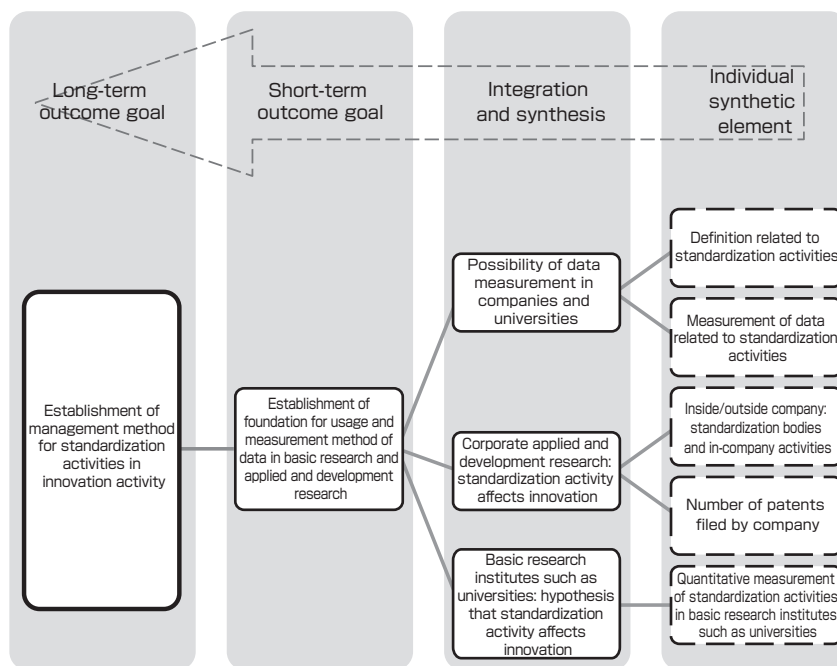 Long-term
outcome goal
Short-term
outcome goal
Integration
and synthesis
Individual
synthetic
element
Establishment of
management method
for standardization
activities in
innovation activity
Establishment of
foundation for usage and
measurement method of
data in basic research and
applied and development
research
Possibility of data
measurement in
companies and
universities
Corporate applied and
development research:
standardization activity
affects innovation
Basic research
institutes such as
universities: hypothesis
that standardization
activity affects
innovation
Definition related to
standardization activities
Measurement of data
related to standardization
activities
Inside/outside company:
standardization bodies
and in-company activities
Number of patents
filed by company
Quantitative measurement
of standardization activities
in basic research institutes
such as universities